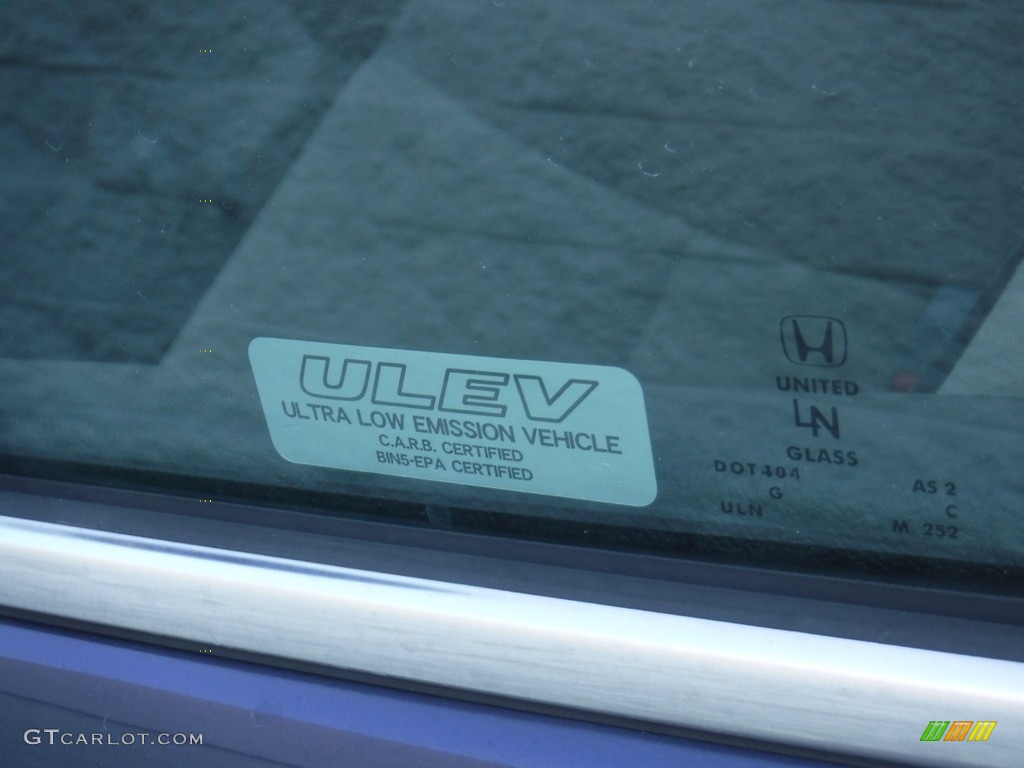 ULEV
ULTRA LOW EMISSION VEHICLE
C.A.R.B. CERTIFIED
BIN5-EPA CERTIFIED
UNITED
LN
GLASS
DOT 404
G
ULN
AS 2
C
M 252
GTCARLOT.COM